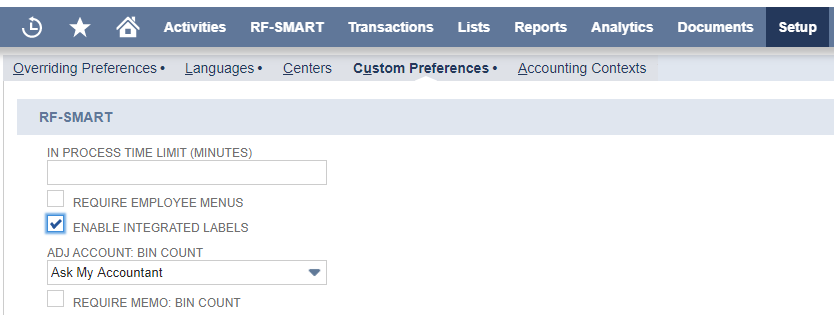 Activities RF-SMART Transactions Lists Reports Analytics Documents Setup
Overriding Preferences • Languages • Centers Custom Preferences • Accounting Contexts
RF-SMART
IN PROCESS TIME LIMIT (MINUTES)
REQUIRE EMPLOYEE MENUS
ENABLE INTEGRATED LABELS
ADJ ACCOUNT: BIN COUNT
Ask My Accountant
REQUIRE MEMO: BIN COUNT